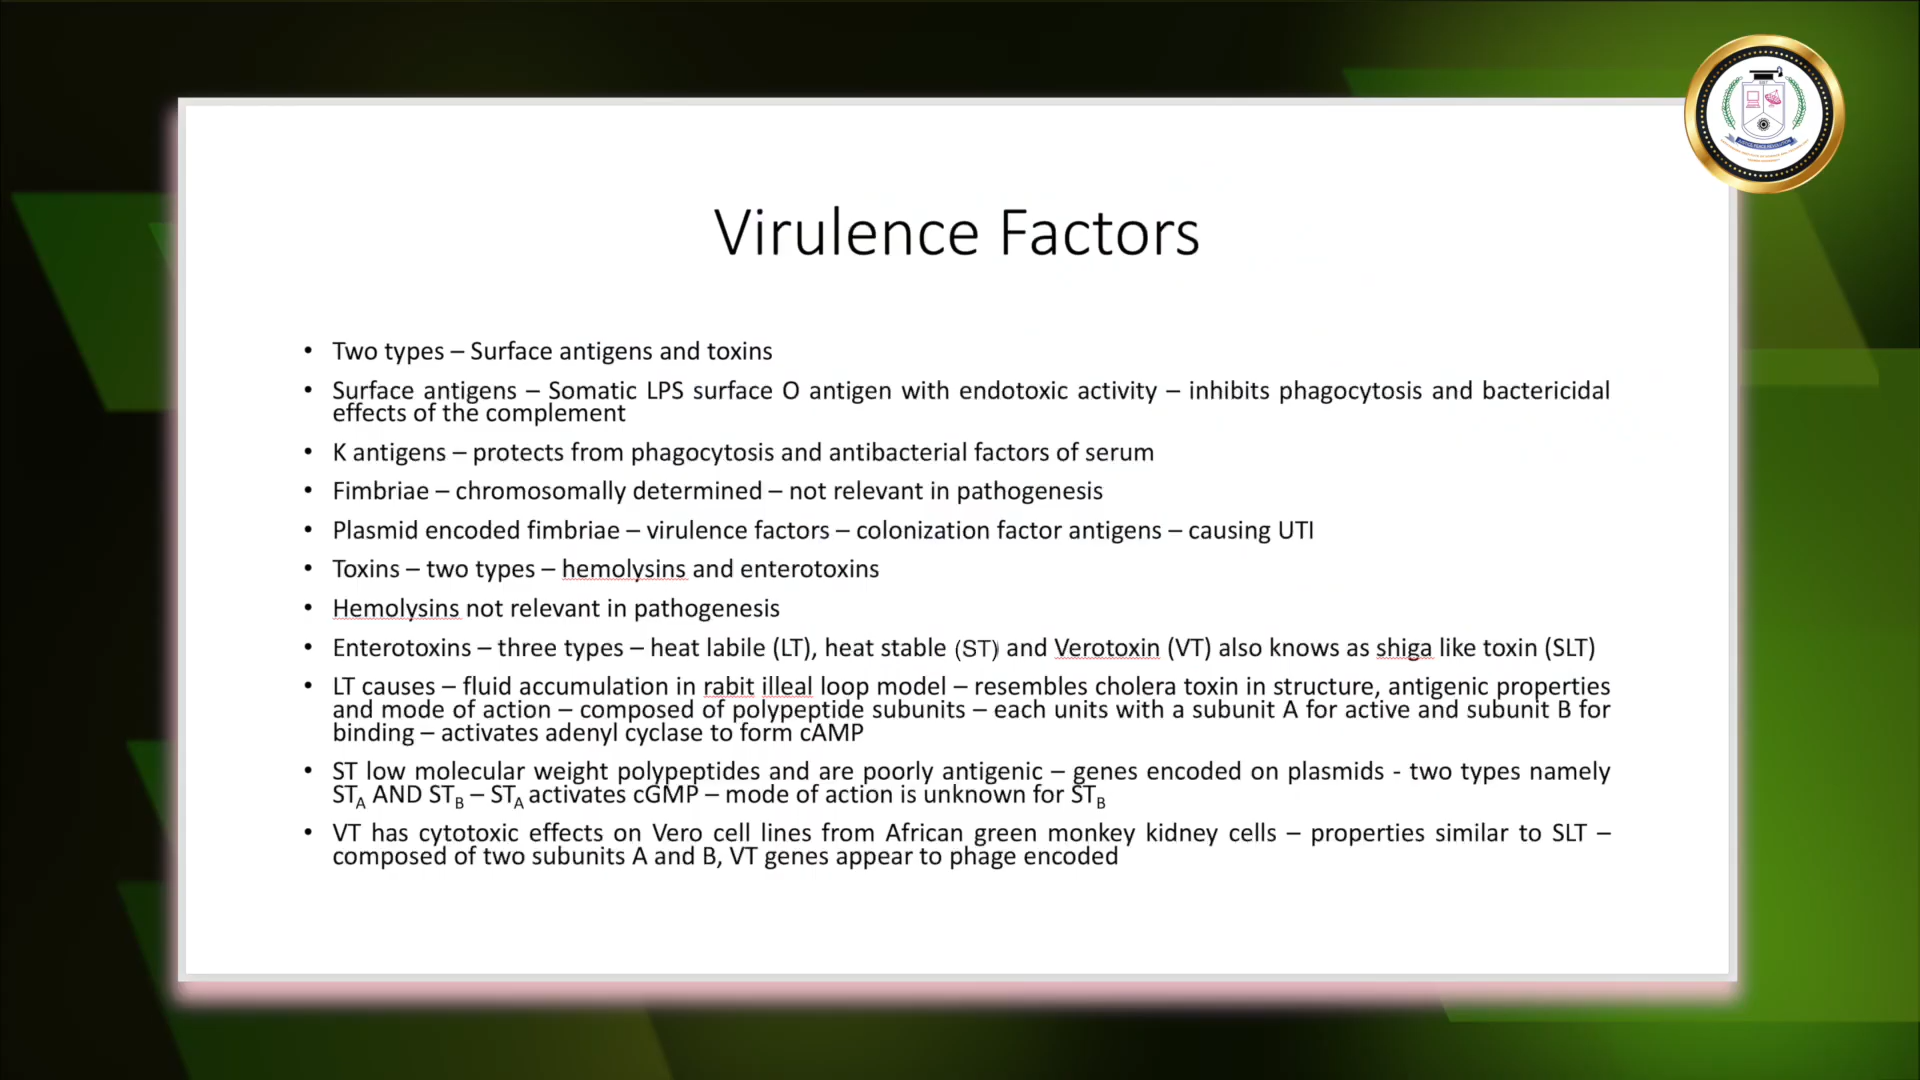 Virulence Factors
• Two types – Surface antigens and toxins
• Surface antigens – Somatic LPS surface O antigen with endotoxic activity – inhibits phagocytosis and bactericidal
effects of the complement
• K antigens – protects from phagocytosis and antibacterial factors of serum
• Fimbriae – chromosomally determined – not relevant in pathogenesis
• Plasmid encoded fimbriae – virulence factors – colonization factor antigens – causing UTI
• Toxins – two types – hemolysins and enterotoxins
• Hemolysins not relevant in pathogenesis
• Enterotoxins – three types – heat labile (LT), heat stable (ST) and Verotoxin (VT) also knows as shiga like toxin (SLT)
• LT causes – fluid accumulation in rabit illeal loop model – resembles cholera toxin in structure, antigenic properties
and mode of action – composed of polypeptide subunits – each units with a subunit A for active and subunit B for
binding – activates adenyl cyclase to form cAMP
• ST low molecular weight polypeptides and are poorly antigenic – genes encoded on plasmids - two types namely
STA AND STB – STA activates cGMP – mode of action is unknown for STB
• VT has cytotoxic effects on Vero cell lines from African green monkey kidney cells – properties similar to SLT –
composed of two subunits A and B, VT genes appear to phage encoded